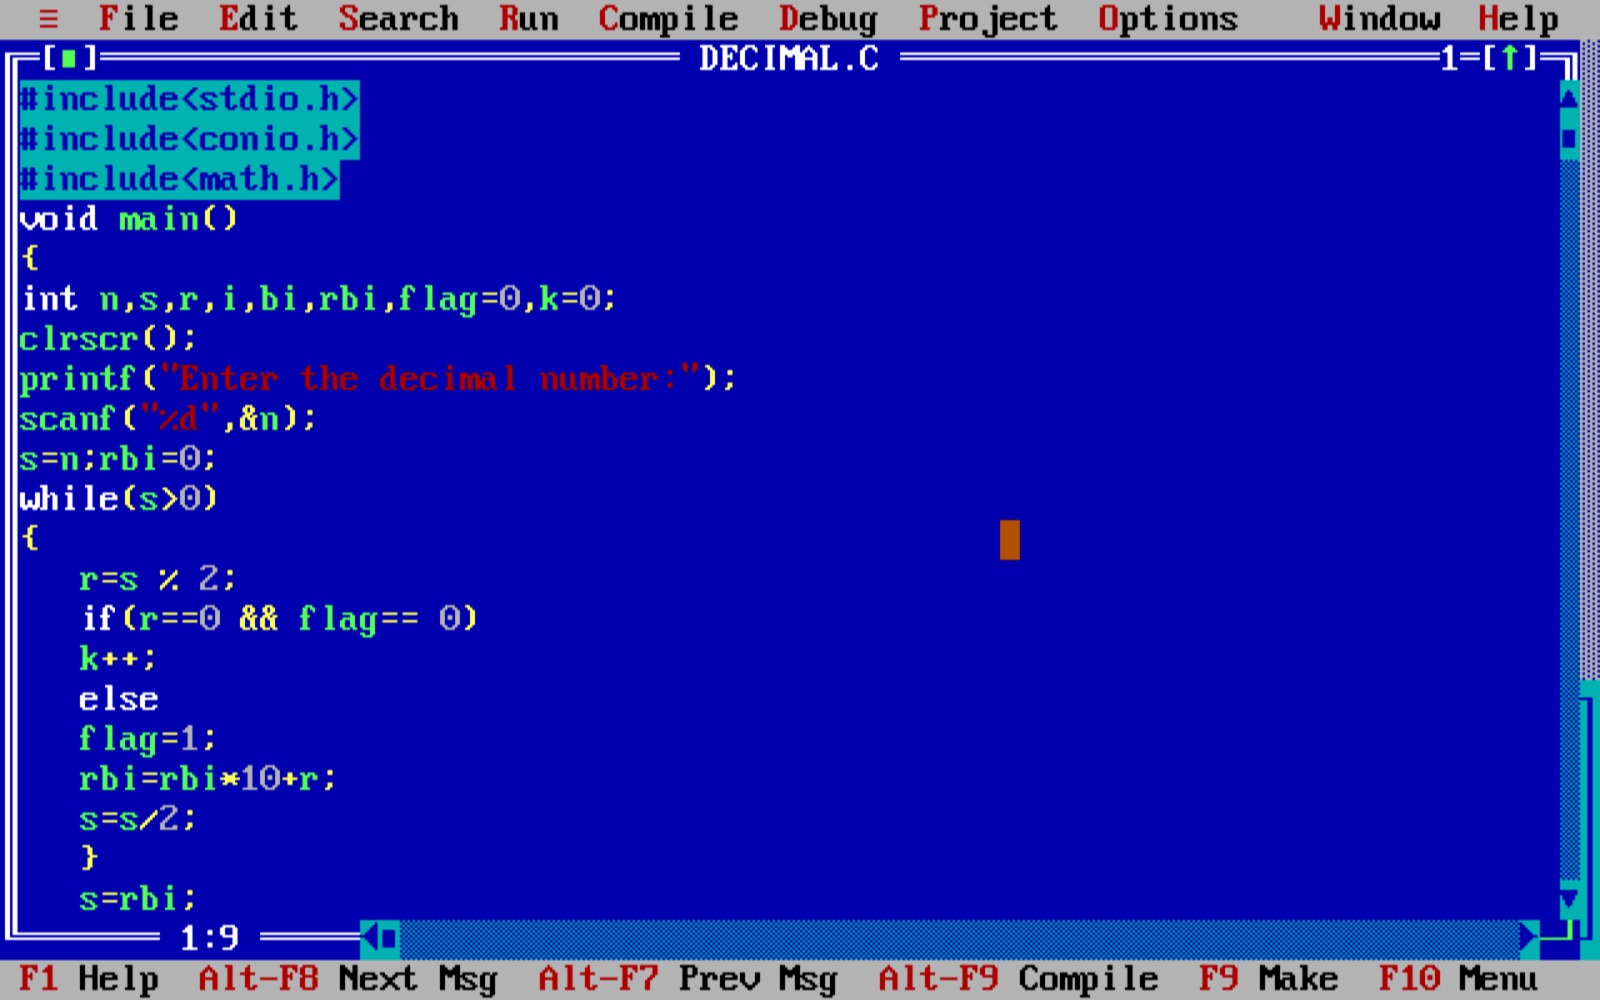 ≡ File Edit Search Run Compile Debug Project Options Window Help
[■] DECIMAL.C 1=[↑]
#include<stdio.h>
#include<conio.h>
#include<math.h>
void main()
{
int n,s,r,i,bi,rbi,flag=0,k=0;
clrscr();
printf("Enter the decimal number:");
scanf("%d",&n);
s=n;rbi=0;
while(s>0)
{
r=s % 2;
if(r==0 && flag== 0)
k++;
else
flag=1;
rbi=rbi*10+r;
s=s/2;
}
s=rbi;
1:9
F1 Help Alt-F8 Next Msg Alt-F7 Prev Msg Alt-F9 Compile F9 Make F10 Menu